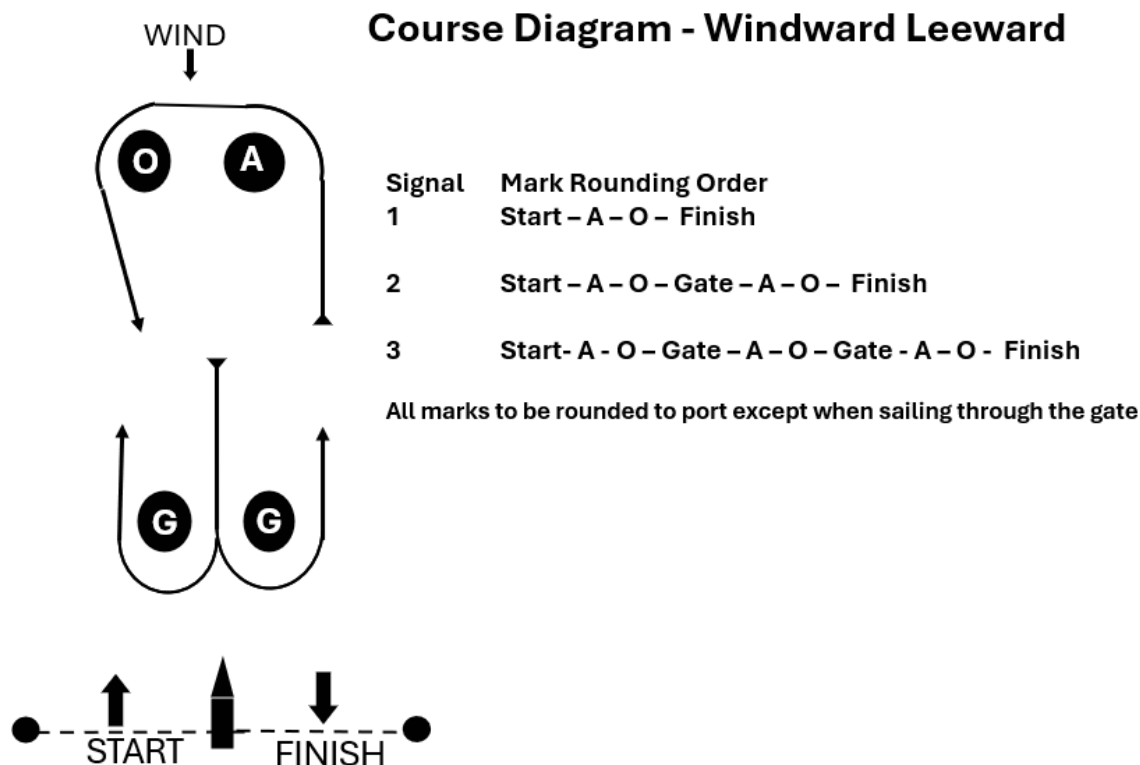 Course Diagram - Windward Leeward
WIND
O
A
Signal Mark Rounding Order
1 Start – A – O – Finish
2 Start – A – O – Gate – A – O – Finish
3 Start- A - O – Gate – A – O – Gate - A – O - Finish
All marks to be rounded to port except when sailing through the gate
G
G
START
FINISH